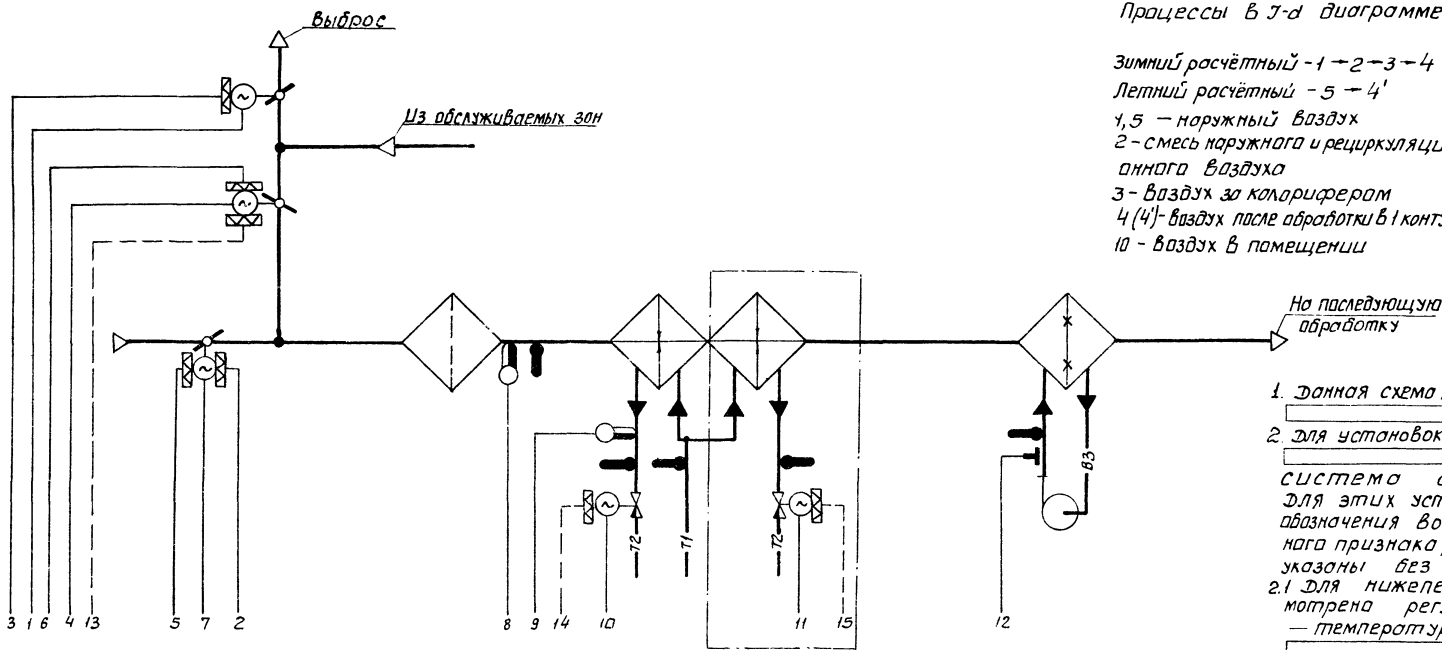 Процессы в J-d диаграмме
Зимний расчётный - 1 → 2 → 3 → 4
Летний расчётный - 5 → 4'
1,5 — наружный воздух
2 - смесь наружного и рециркуляци
онного воздуха
3 - воздух за калорифером
4 (4')- воздух после обработки в 1 конт
10 - воздух в помещении
Выброс
Из обслуживаемых зон
На последующую
обработку
1. Данная схема
2. Для установок
система
Для этих уст
обозначения во
ного признака
указаны без
2.1 Для нижепе
мотрена рег
— температур
Т2
Т1
Т2
В3
3 1 6 4 13 5 7 2 8 9 14 10 11 15 12